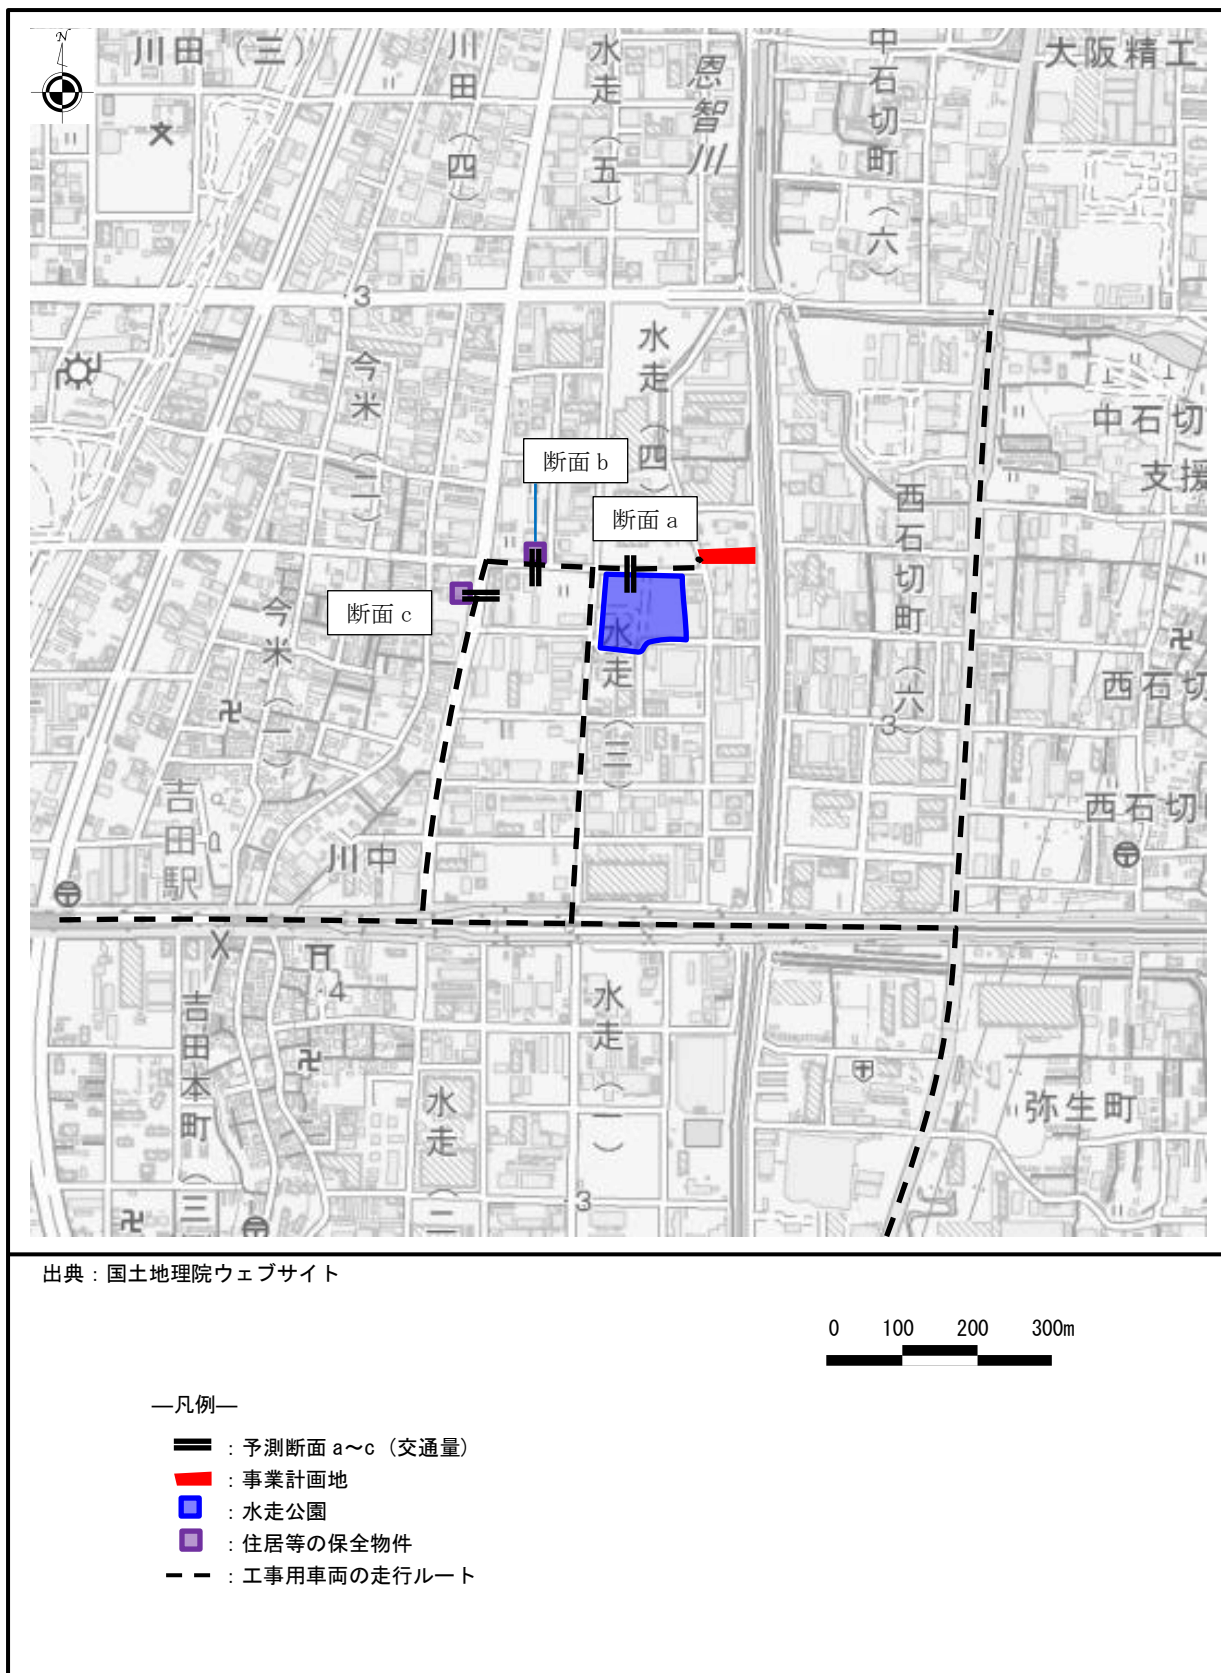 N
川田（三）
川田（四）
水走（五）
恩智川
中石切町（六）
大阪精工
3
今米（二）
水走（四）
中石切
支援
断面 b
断面 a
西石切町（六）
断面 c
今米（一）
水走（三）
西石切
3
吉田駅
川中
西石切
4
吉田本町（三
水走（二
水走（一）
弥生町
3
出典：国土地理院ウェブサイト
0 100 200 300m
―凡例―
：予測断面 a～c（交通量）
：事業計画地
：水走公園
：住居等の保全物件
：工事用車両の走行ルート